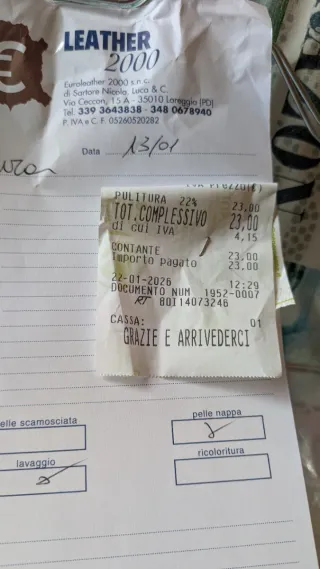 LEATHER
2000
Euroleather 2000 s.n.c.
di Sartore Nicola, Luca & C.
Via Ceccon, 15 A - 35010 Loreggia (PD)
Tel. 339 3643838 - 348 0678940
P. IVA e C. F. 05260520282
Data 13/01
IVA Prezzo(€)
PULITURA 22% 23,00
TOT.COMPLESSIVO 23,00
di cui IVA 4,15
CONTANTE 23.00
Importo pagato 23.00
22-01-2026 12:29
DOCUMENTO NUM 1952-0007
RT 80I14073246
CASSA: 01
GRAZIE E ARRIVEDERCI
elle scamosciata
pelle nappa
lavaggio
ricoloritura